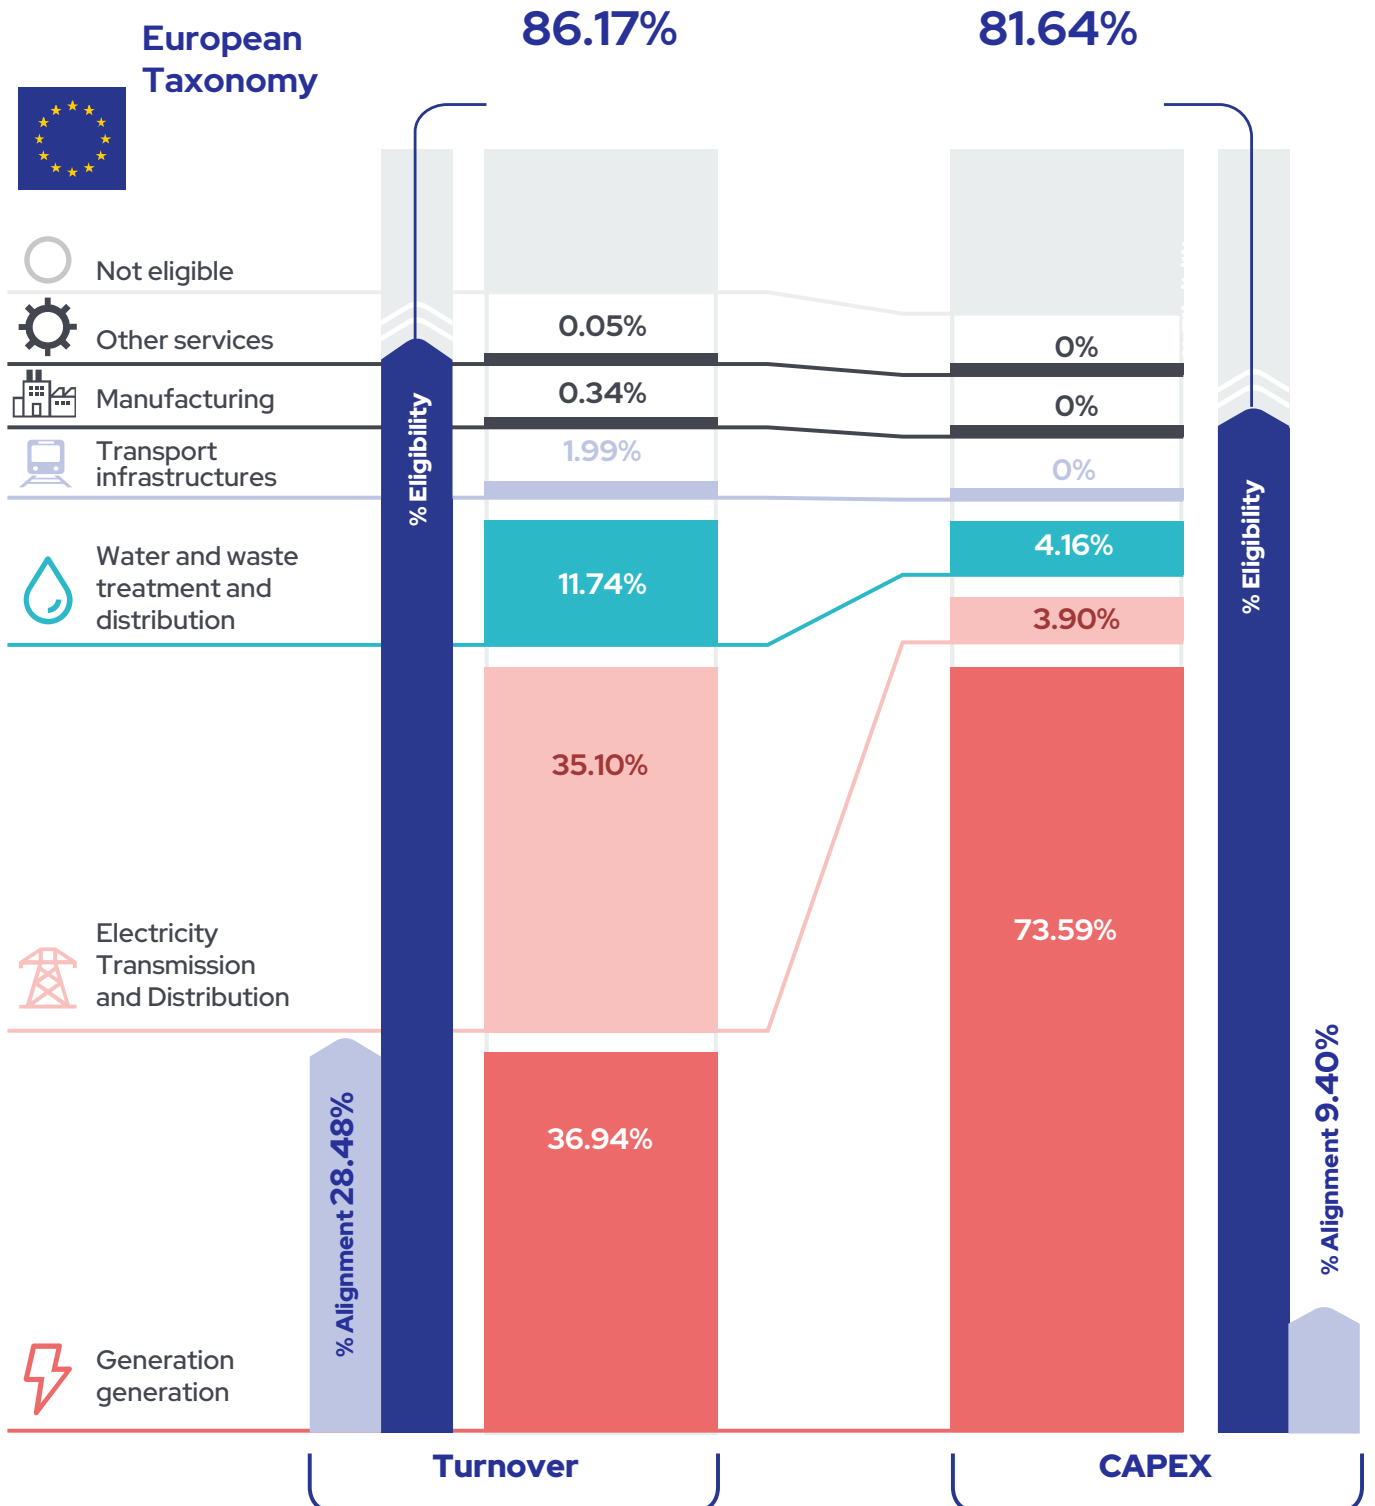 European
Taxonomy
86.17%
81.64%
Not eligible
Other services
0.05%
0%
Manufacturing
0.34%
0%
Transport
infrastructures
1.99%
0%
% Eligibility
% Eligibility
Water and waste
treatment and
distribution
11.74%
4.16%
3.90%
35.10%
73.59%
Electricity
Transmission
and Distribution
36.94%
% Alignment 28.48%
% Alignment 9.40%
Generation
generation
Turnover
CAPEX